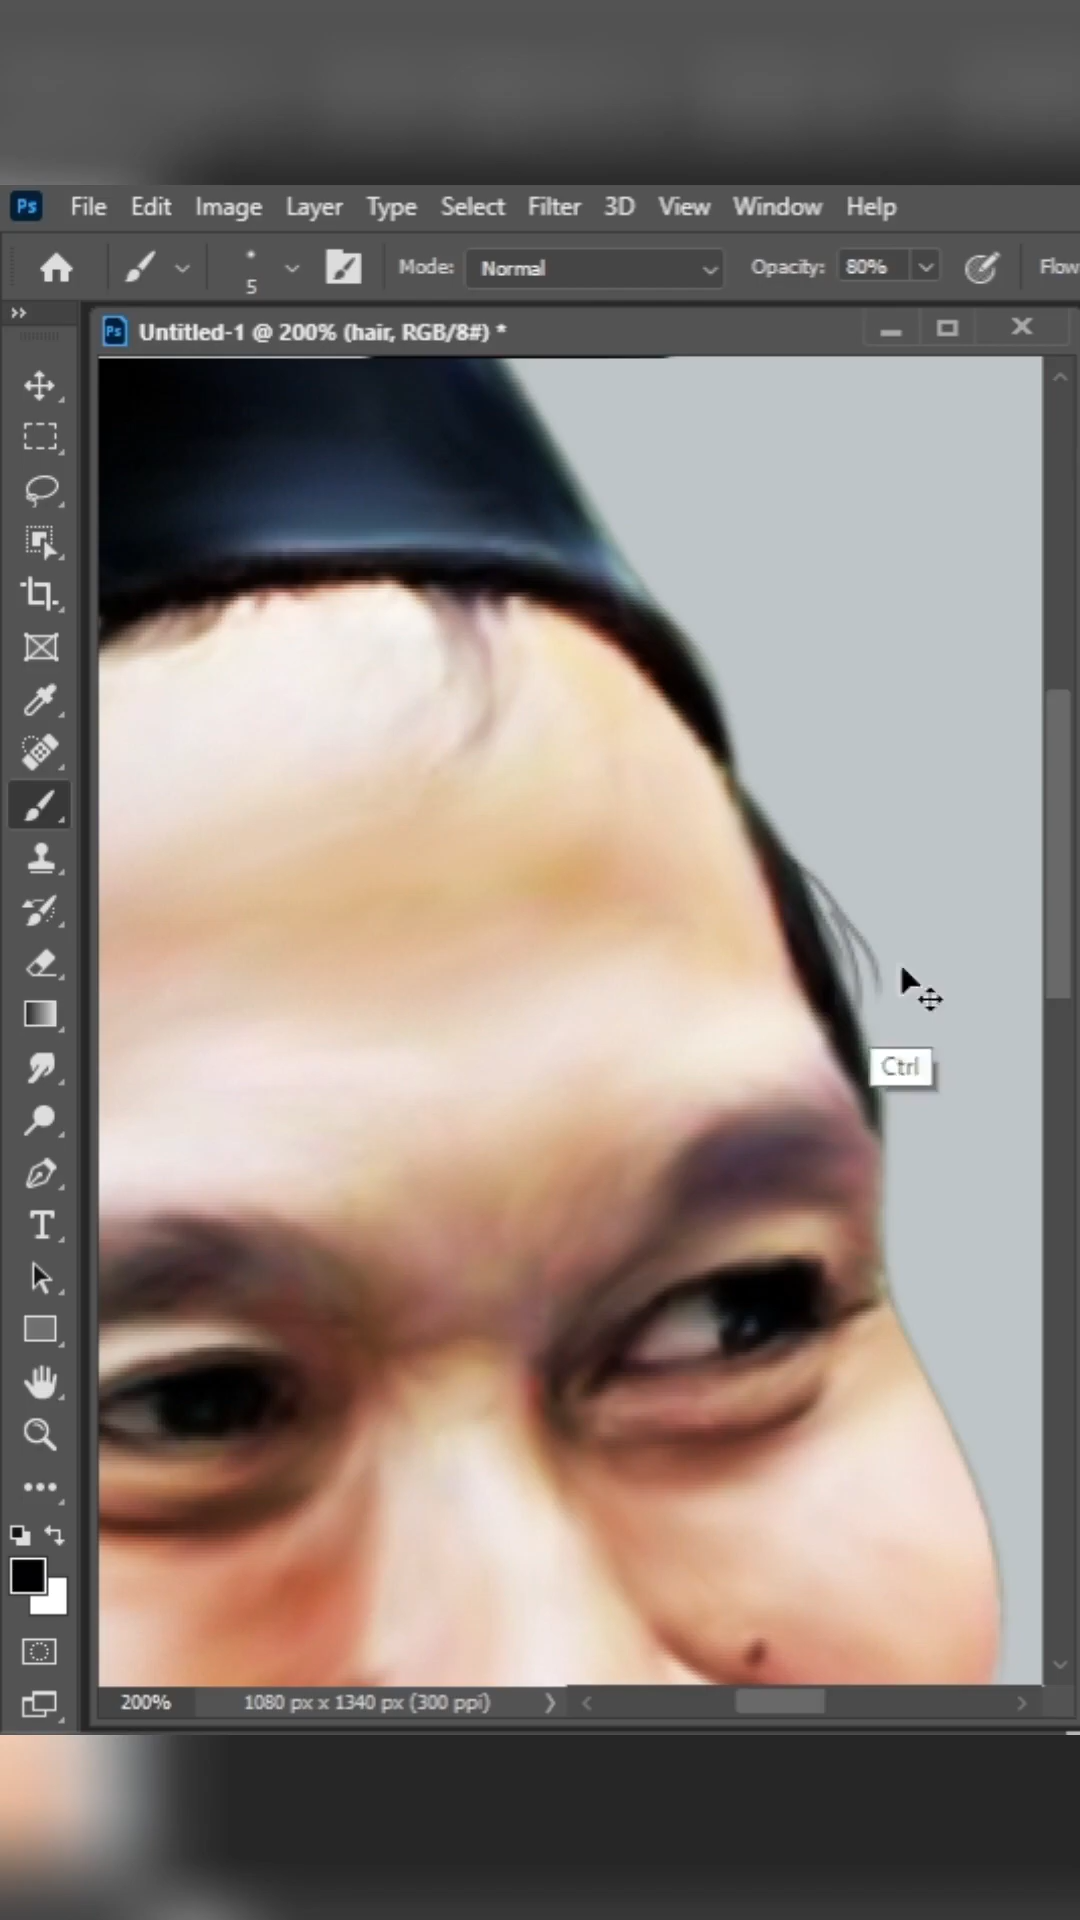 Ps File Edit Image Layer Type Select Filter 3D View Window Help
5 Mode: Normal Opacity: 80% Flow
Ps Untitled-1 @ 200% (hair, RGB/8#) *
Ctrl
T
200% 1080 px x 1340 px (300 ppi)